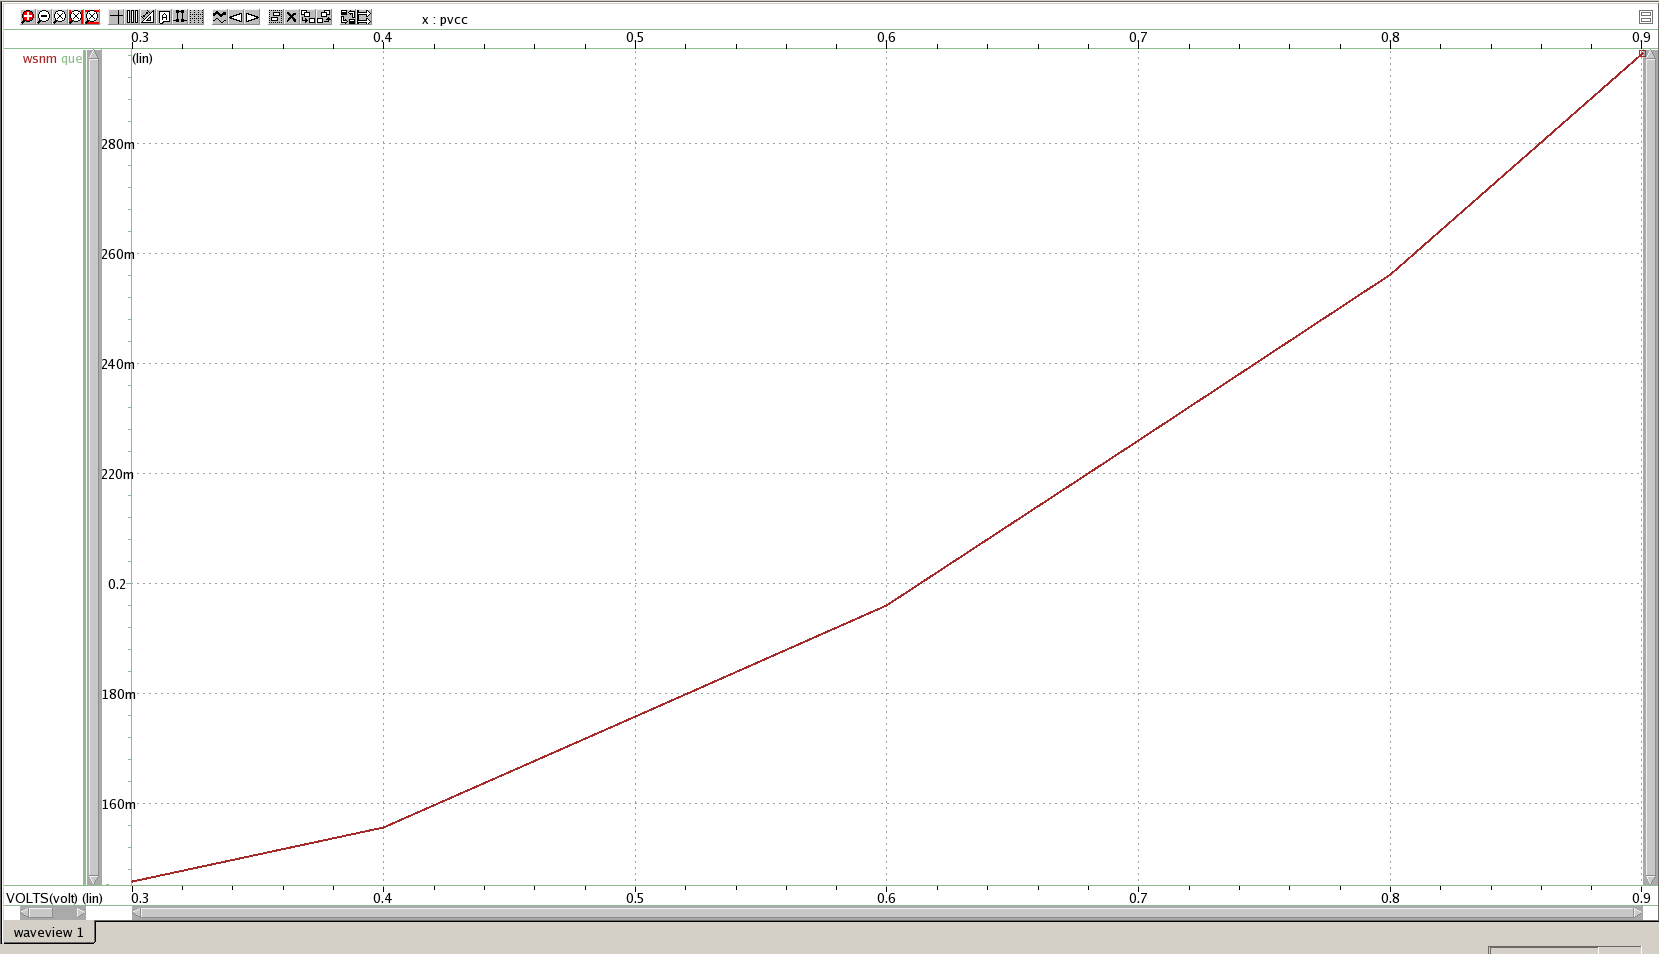 x : pvcc
0.3 0.4 0.5 0.6 0.7 0.8 0.9
wsnm que (lin)
280m
260m
240m
220m
0.2
180m
160m
VOLTS(volt) (lin) 0.3 0.4 0.5 0.6 0.7 0.8 0.9
waveview 1